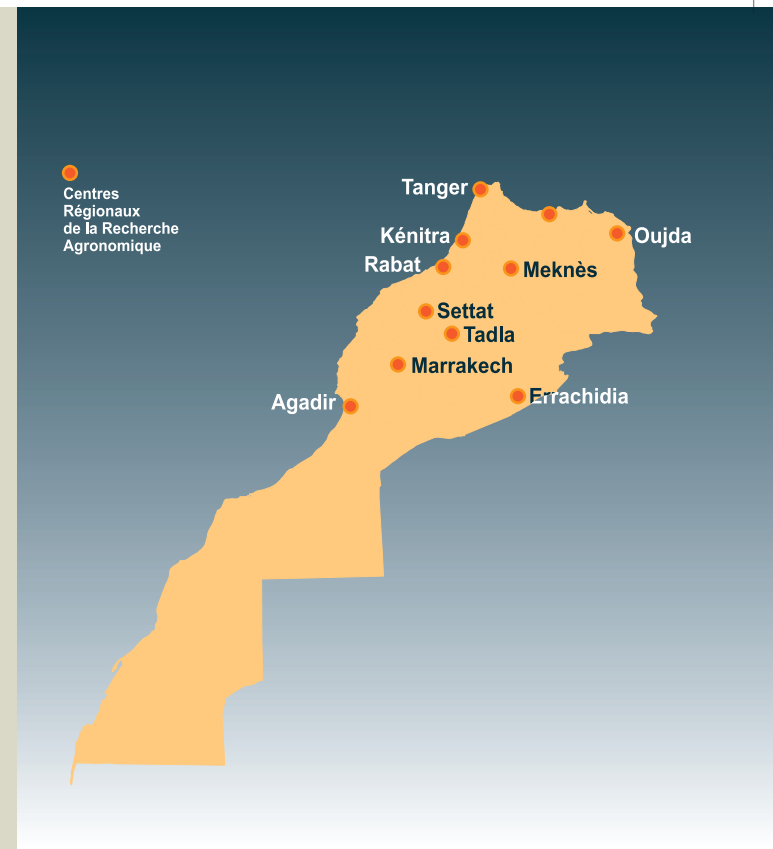 Centres
Régionaux
de la Recherche
Agronomique
Tanger
Kénitra
Oujda
Rabat
Meknès
Settat
Tadla
Marrakech
Agadir
Errachidia